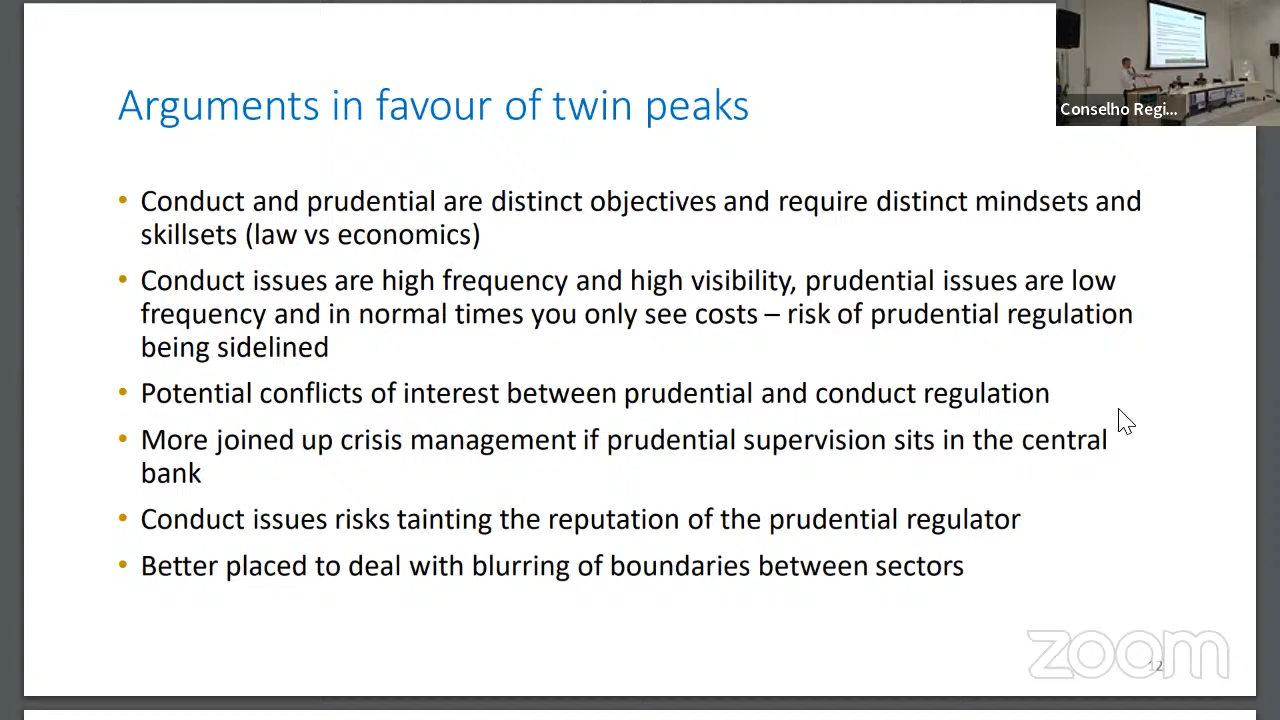 Arguments in favour of twin peaks
Conselho Regi...
• Conduct and prudential are distinct objectives and require distinct mindsets and
skillsets (law vs economics)
• Conduct issues are high frequency and high visibility, prudential issues are low
frequency and in normal times you only see costs – risk of prudential regulation
being sidelined
• Potential conflicts of interest between prudential and conduct regulation
• More joined up crisis management if prudential supervision sits in the central
bank
• Conduct issues risks tainting the reputation of the prudential regulator
• Better placed to deal with blurring of boundaries between sectors
zoom
12